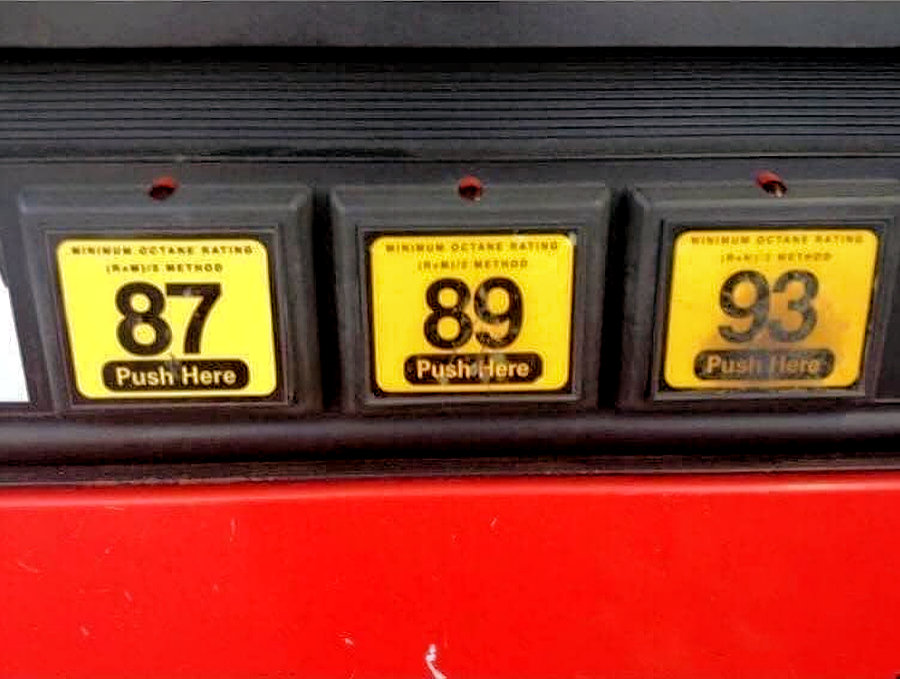 MINIMUM OCTANE RATING
(R+M)/2 METHOD
87
Push Here
MINIMUM OCTANE RATING
(R+M)/2 METHOD
89
Push Here
MINIMUM OCTANE RATING
(R+M)/2 METHOD
93
Push Here